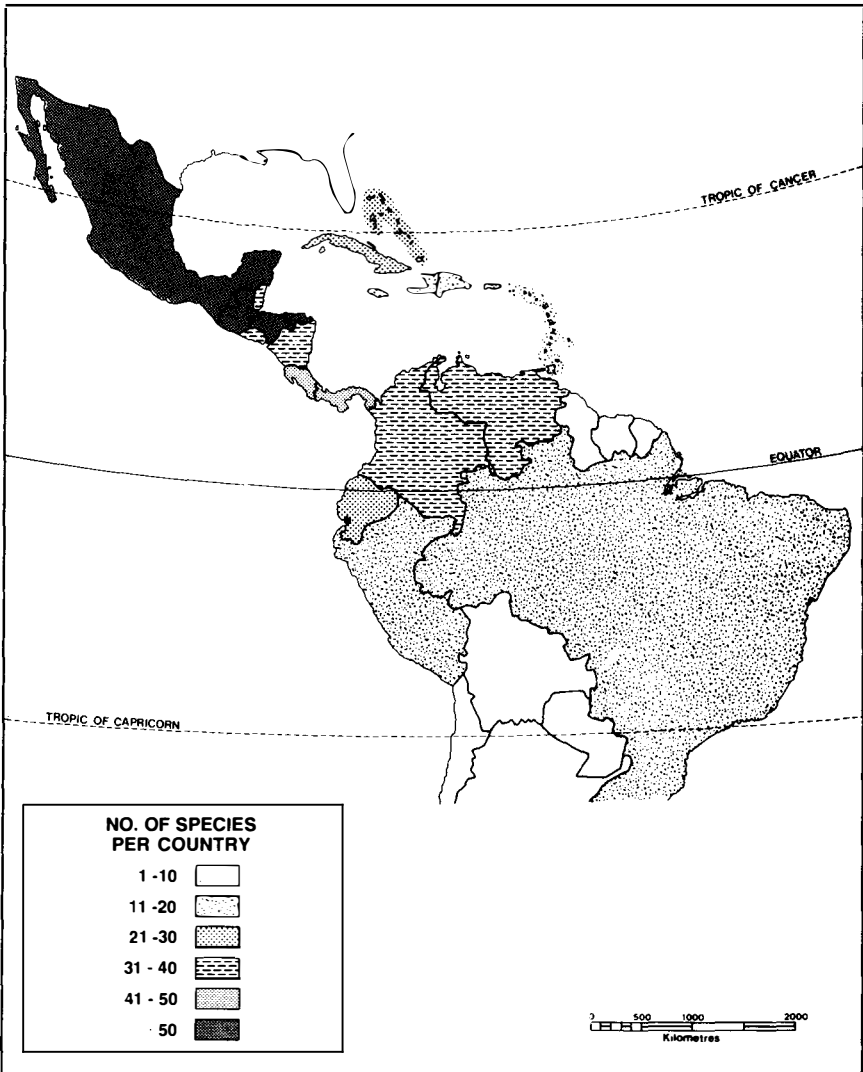 TROPIC OF CANCER
EQUATOR
TROPIC OF CAPRICORN
NO. OF SPECIES
PER COUNTRY
1 -10
11 -20
21 -30
31 - 40
41 - 50
50
0 500 1000 2000
Kilometres